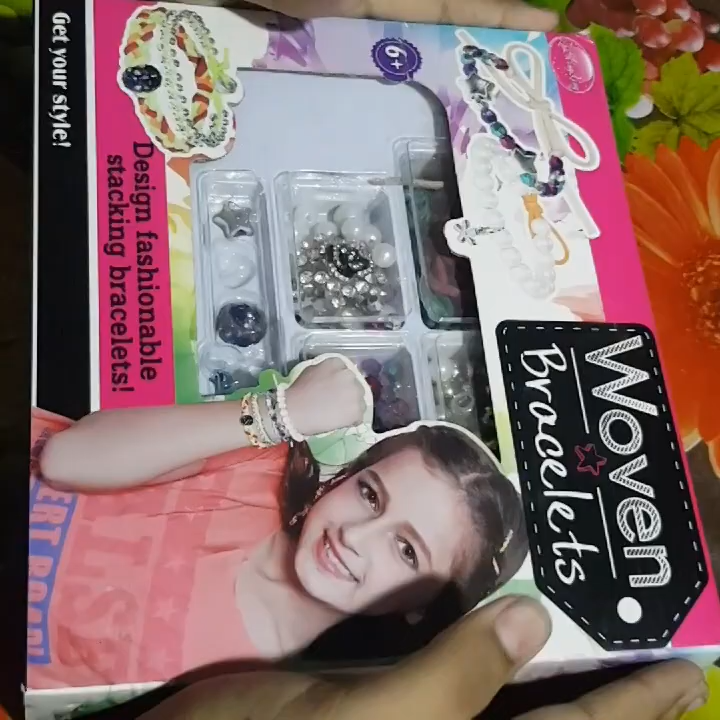 Get your style!
6+
Design fashionable
stacking bracelets!
Woven
Bracelets